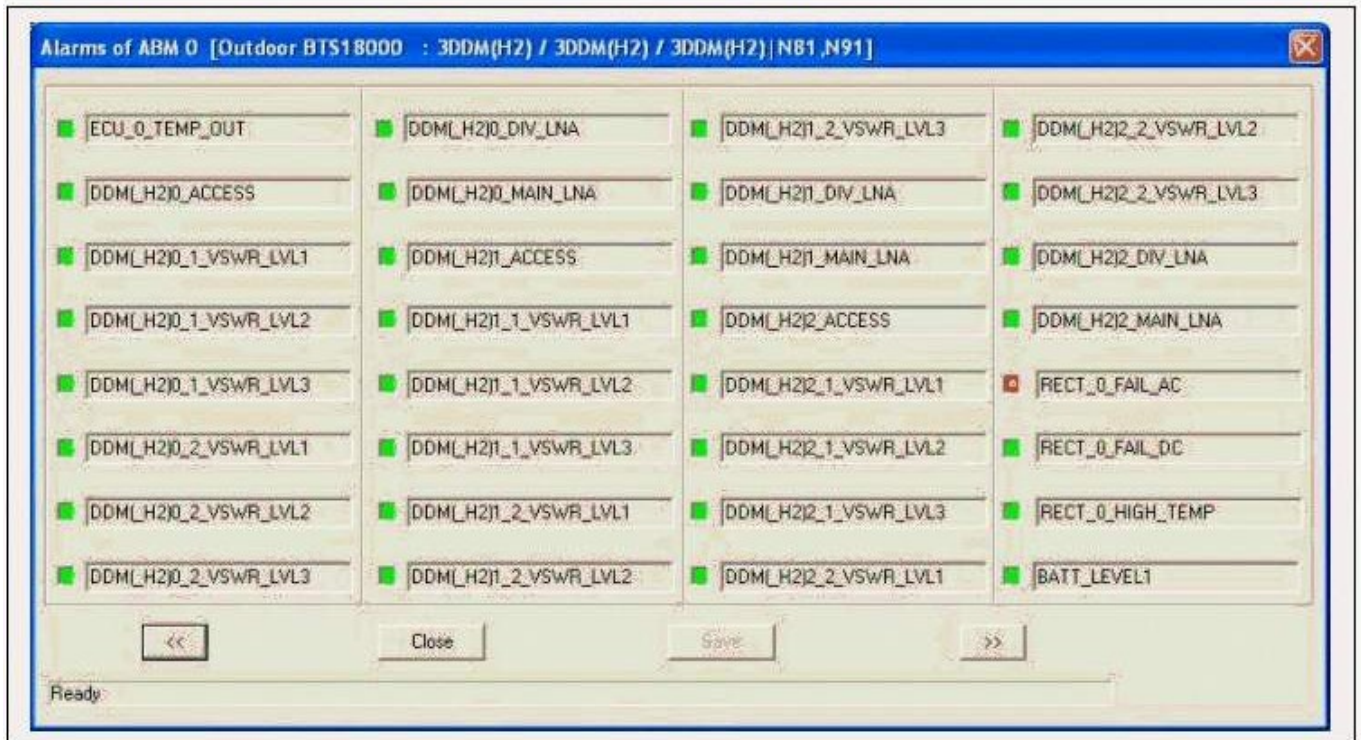 Alarms of ABM 0 [Outdoor BTS18000 : 3DDM(H2) / 3DDM(H2) / 3DDM(H2)|N81 ,N91]
ECU_0_TEMP_OUT
DDM(_H2)0_ACCESS
DDM(_H2)0_1_VSWR_LVL1
DDM(_H2)0_1_VSWR_LVL2
DDM(_H2)0_1_VSWR_LVL3
DDM(_H2)0_2_VSWR_LVL1
DDM(_H2)0_2_VSWR_LVL2
DDM(_H2)0_2_VSWR_LVL3
DDM(_H2)0_DIV_LNA
DDM(_H2)0_MAIN_LNA
DDM(_H2)1_ACCESS
DDM(_H2)1_1_VSWR_LVL1
DDM(_H2)1_1_VSWR_LVL2
DDM(_H2)1_1_VSWR_LVL3
DDM(_H2)1_2_VSWR_LVL1
DDM(_H2)1_2_VSWR_LVL2
DDM(_H2)1_2_VSWR_LVL3
DDM(_H2)1_DIV_LNA
DDM(_H2)1_MAIN_LNA
DDM(_H2)2_ACCESS
DDM(_H2)2_1_VSWR_LVL1
DDM(_H2)2_1_VSWR_LVL2
DDM(_H2)2_1_VSWR_LVL3
DDM(_H2)2_2_VSWR_LVL1
DDM(_H2)2_2_VSWR_LVL2
DDM(_H2)2_2_VSWR_LVL3
DDM(_H2)2_DIV_LNA
DDM(_H2)2_MAIN_LNA
RECT_0_FAIL_AC
RECT_0_FAIL_DC
RECT_0_HIGH_TEMP
BATT_LEVEL1
<<
Close
Save
>>
Ready